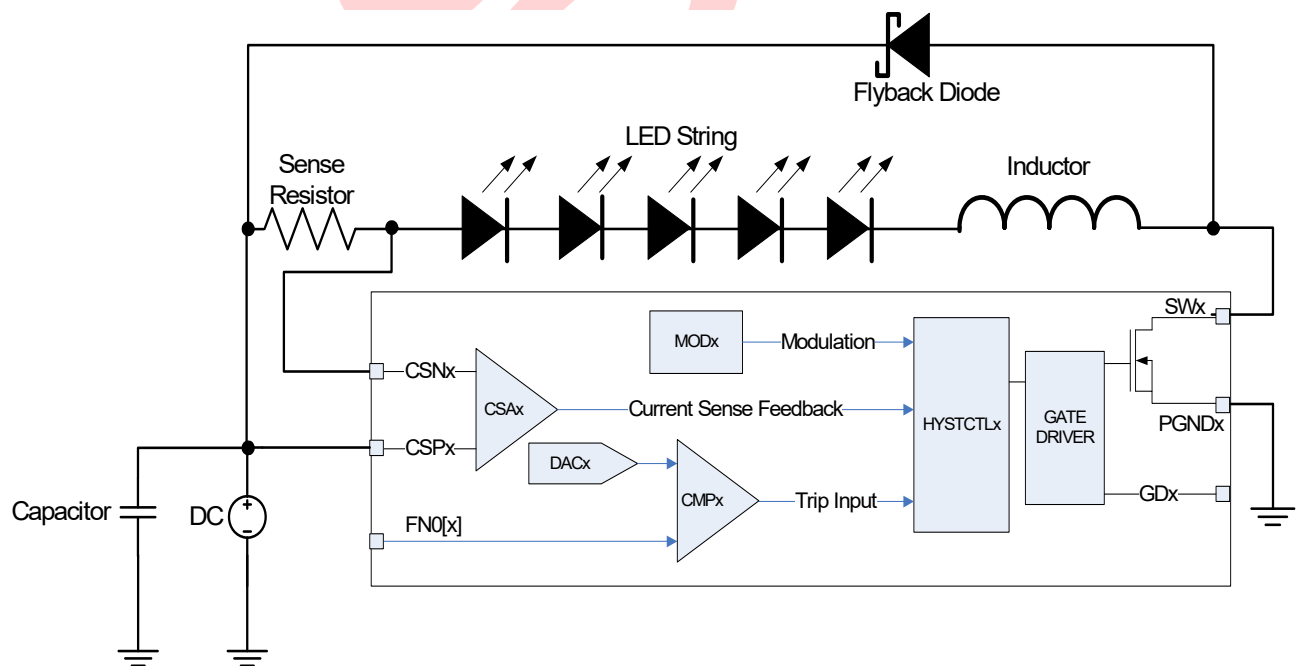 Flyback Diode
LED String
Sense
Resistor
Inductor
SWx
MODx
Modulation
CSNx
CSAx
Current Sense Feedback
HYSTCTLx
GATE
DRIVER
PGNDx
CSPx
DACx
CMPx
Trip Input
GDx
Capacitor
DC
+
-
FN0[x]